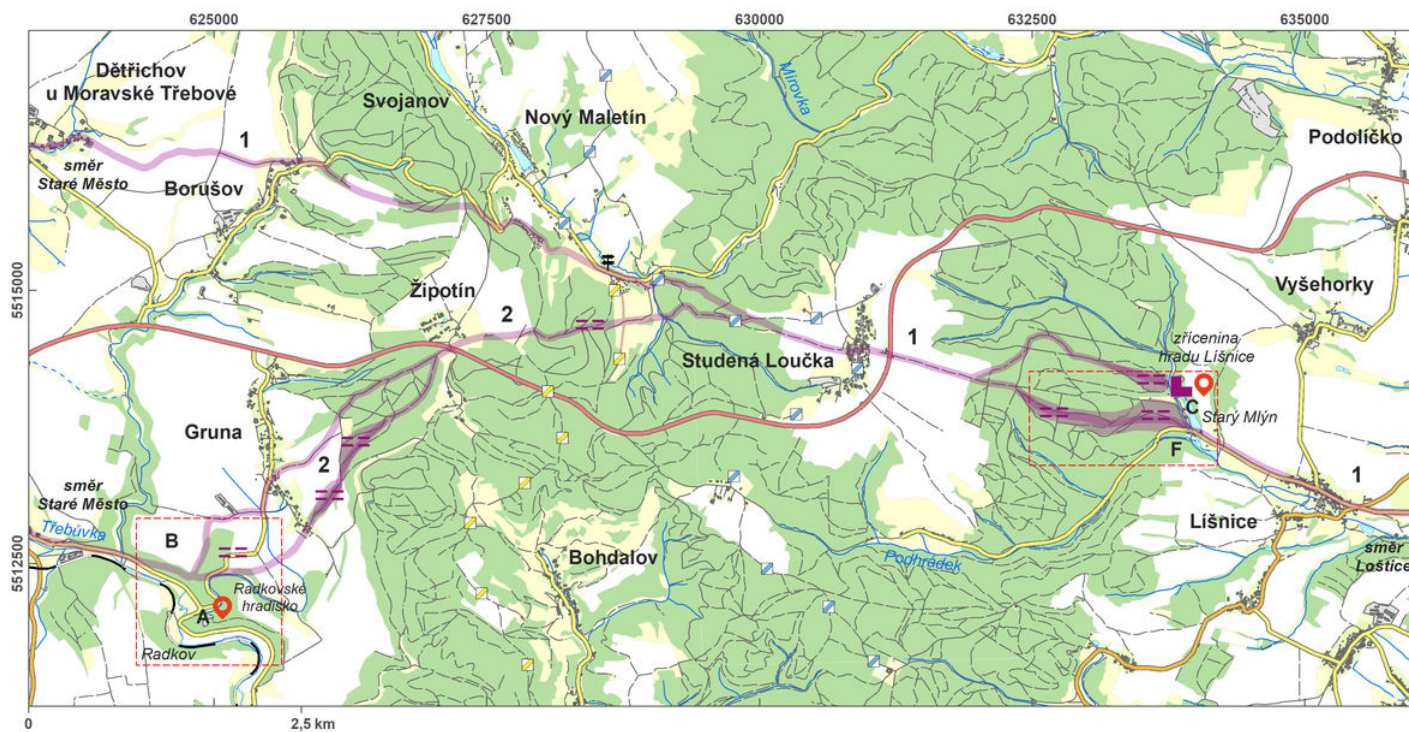 625000
627500
630000
632500
635000
Dětřichov
u Moravské Třebové
Svojanov
Nový Maletín
Mírovka
Podolíčko
1
směr
Staré Město
Borušov
5515000
Žipotín
2
Studená Loučka
1
Vyšehorky
zřícenina
hradu Líšnice
C
Starý Mlýn
F
Gruna
2
1
směr
Staré Město
Třebůvka
B
Líšnice
směr
Loštice
5512500
Bohdalov
Podhrádek
Radkovské
hradisko
A
Radkov
0
2,5 km